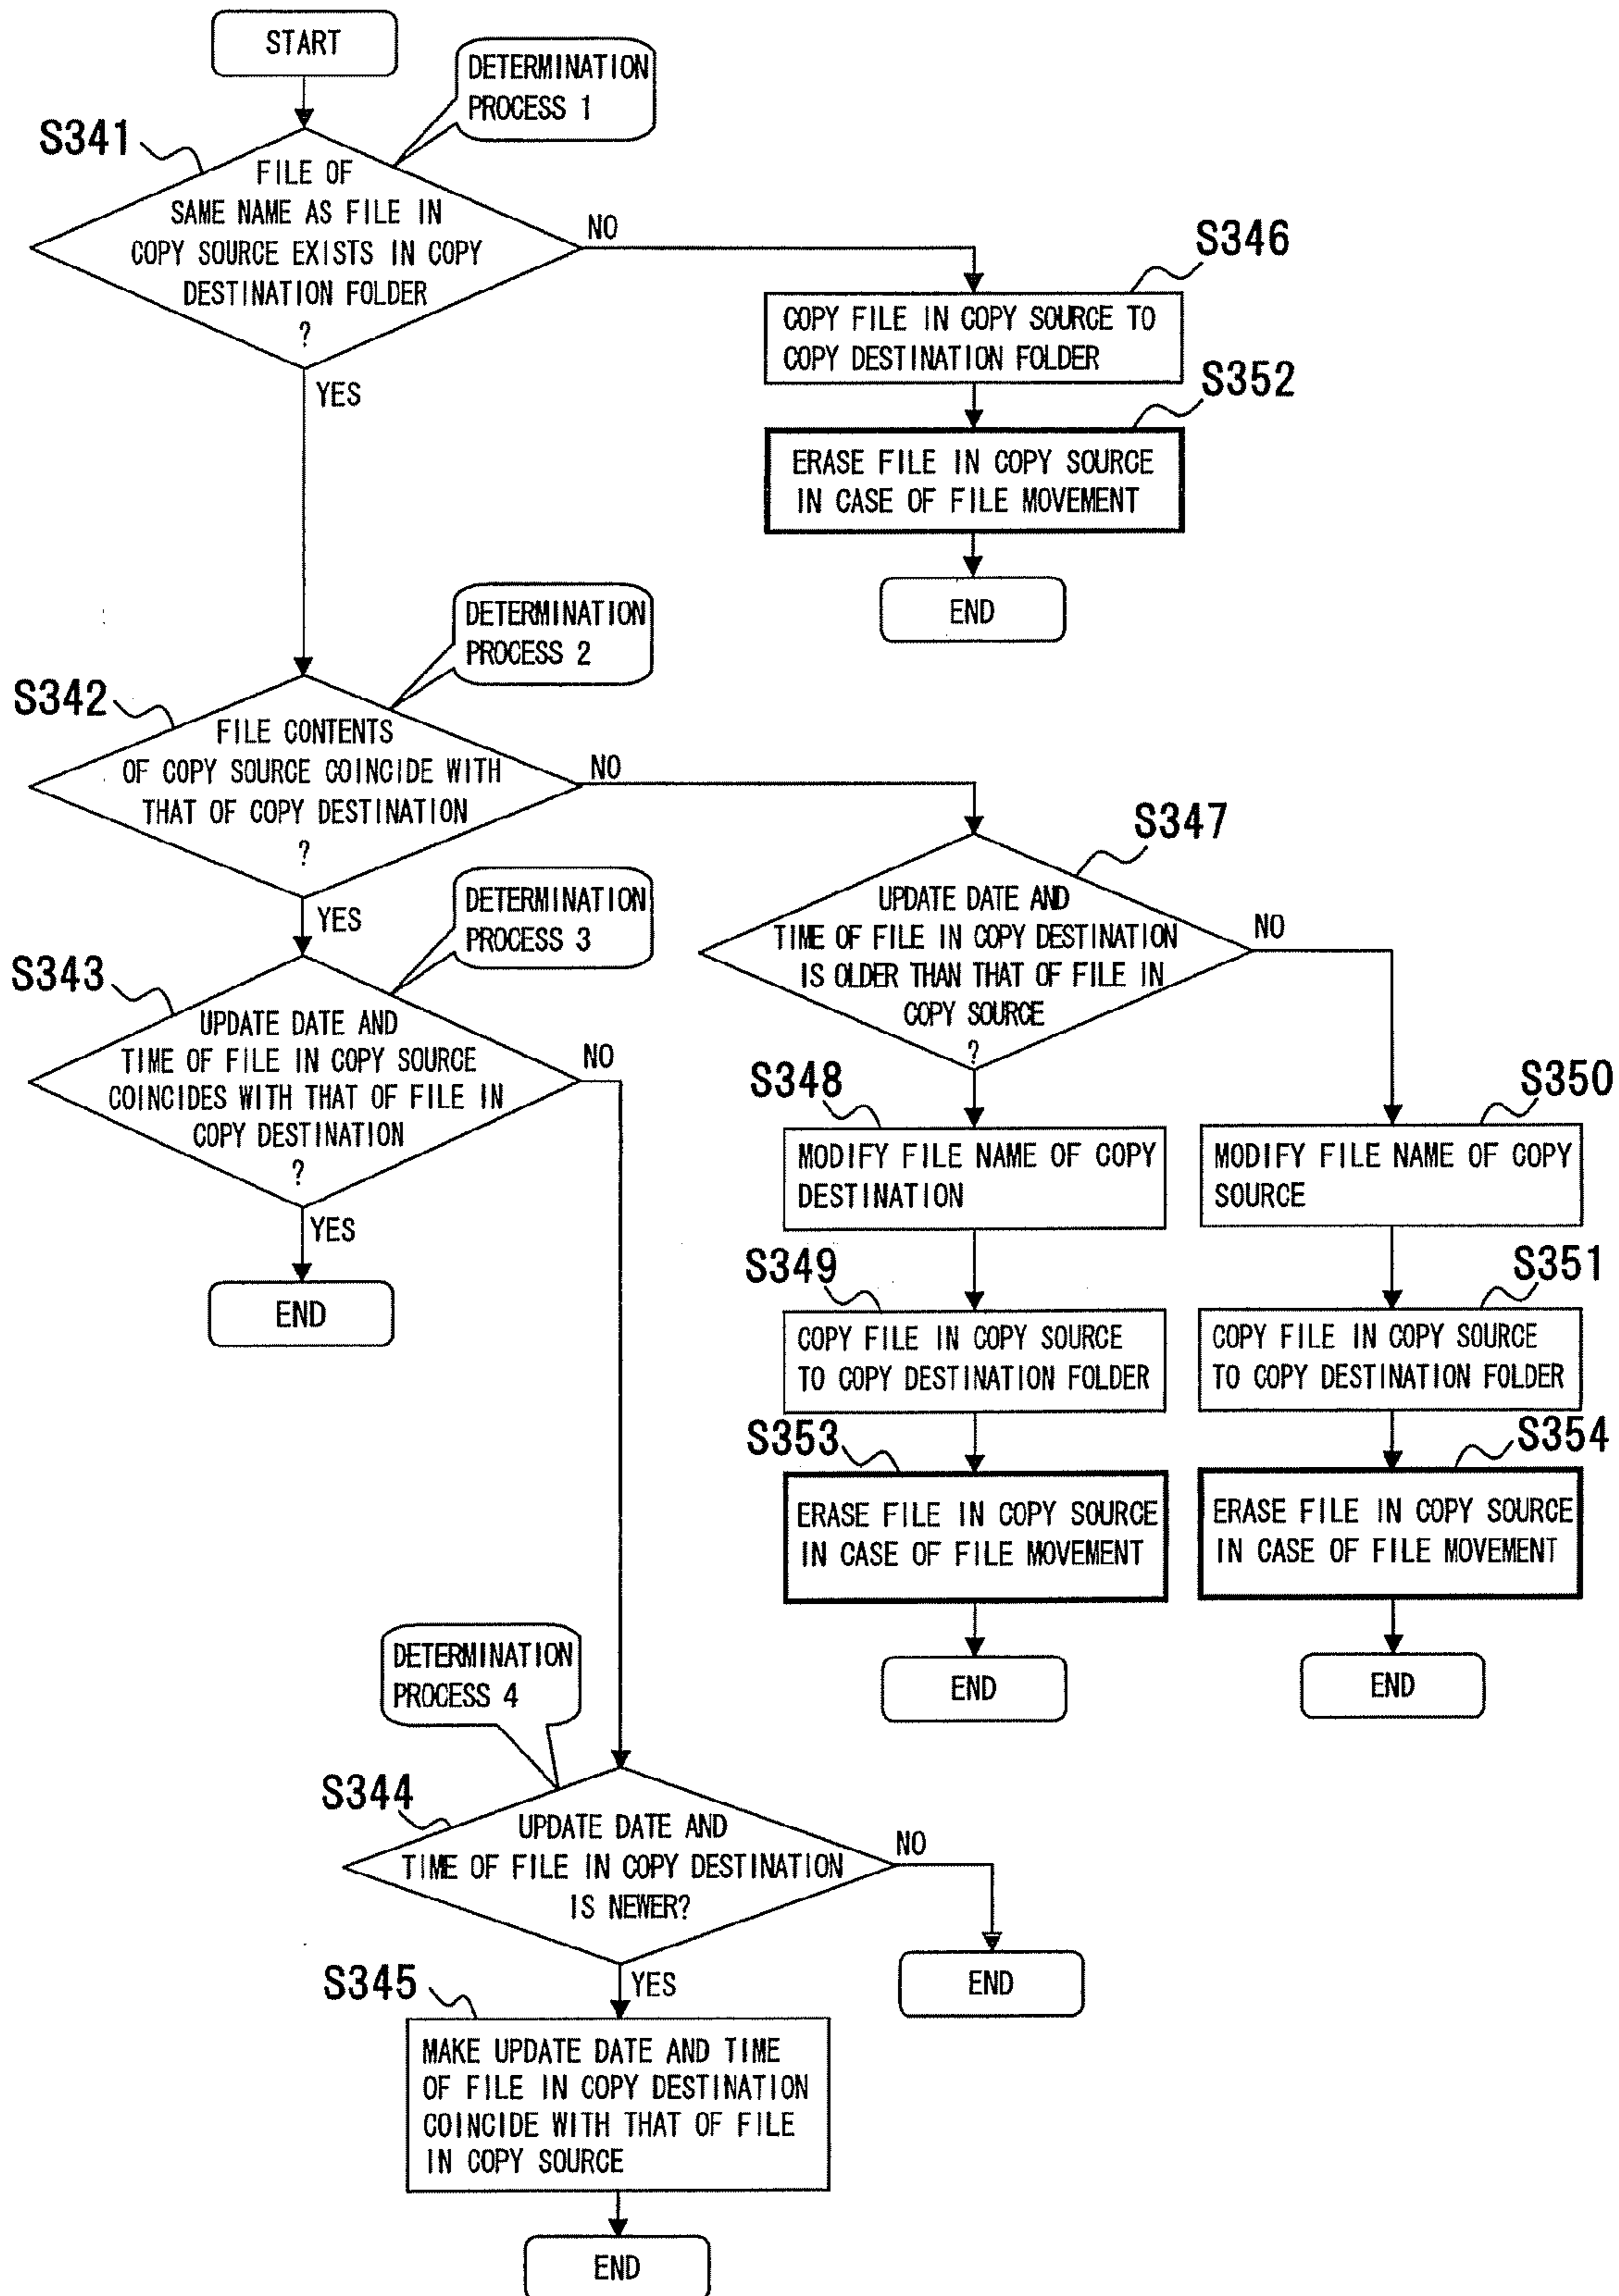 START
DETERMINATION
PROCESS 1
S341
FILE OF
SAME NAME AS FILE IN
COPY SOURCE EXISTS IN COPY
DESTINATION FOLDER
?
NO
YES
S346
COPY FILE IN COPY SOURCE TO
COPY DESTINATION FOLDER
S352
ERASE FILE IN COPY SOURCE
IN CASE OF FILE MOVEMENT
END
DETERMINATION
PROCESS 2
S342
FILE CONTENTS
OF COPY SOURCE COINCIDE WITH
THAT OF COPY DESTINATION
?
NO
YES
DETERMINATION
PROCESS 3
S343
UPDATE DATE AND
TIME OF FILE IN COPY SOURCE
COINCIDES WITH THAT OF FILE IN
COPY DESTINATION
?
NO
YES
END
S347
UPDATE DATE AND
TIME OF FILE IN COPY DESTINATION
IS OLDER THAN THAT OF FILE IN
COPY SOURCE
?
NO
S348
MODIFY FILE NAME OF COPY
DESTINATION
S349
COPY FILE IN COPY SOURCE
TO COPY DESTINATION FOLDER
S353
ERASE FILE IN COPY SOURCE
IN CASE OF FILE MOVEMENT
END
S350
MODIFY FILE NAME OF COPY
SOURCE
S351
COPY FILE IN COPY SOURCE
TO COPY DESTINATION FOLDER
S354
ERASE FILE IN COPY SOURCE
IN CASE OF FILE MOVEMENT
END
DETERMINATION
PROCESS 4
S344
UPDATE DATE AND
TIME OF FILE IN COPY DESTINATION
IS NEWER?
NO
END
YES
S345
MAKE UPDATE DATE AND TIME
OF FILE IN COPY DESTINATION
COINCIDE WITH THAT OF FILE
IN COPY SOURCE
END